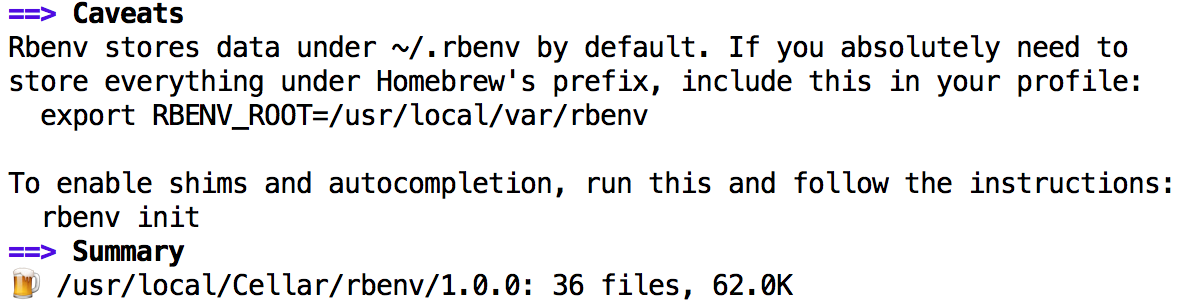 ==> Caveats
Rbenv stores data under ~/.rbenv by default. If you absolutely need to
store everything under Homebrew's prefix, include this in your profile:
  export RBENV_ROOT=/usr/local/var/rbenv

To enable shims and autocompletion, run this and follow the instructions:
  rbenv init
==> Summary
🍺 /usr/local/Cellar/rbenv/1.0.0: 36 files, 62.0K